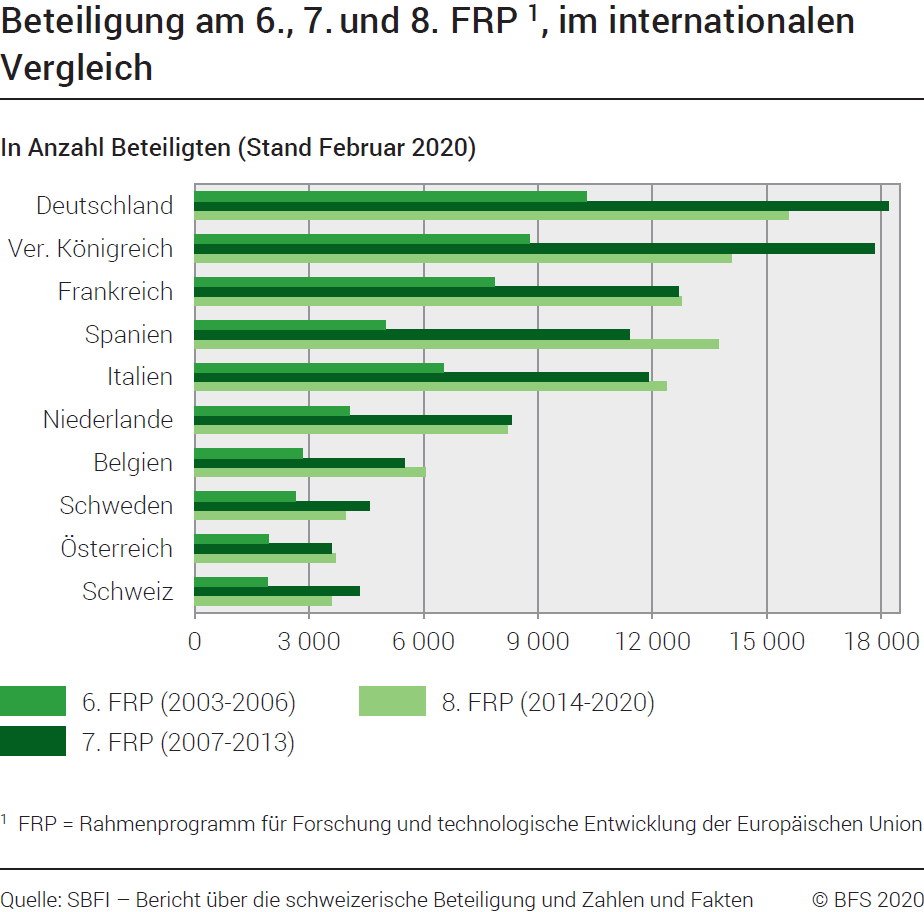 Beteiligung am 6., 7. und 8. FRP ¹, im internationalen
Vergleich
In Anzahl Beteiligten (Stand Februar 2020)
Deutschland
Ver. Königreich
Frankreich
Spanien
Italien
Niederlande
Belgien
Schweden
Österreich
Schweiz
0 3 000 6 000 9 000 12 000 15 000 18 000
6. FRP (2003-2006) 8. FRP (2014-2020)
7. FRP (2007-2013)
¹ FRP = Rahmenprogramm für Forschung und technologische Entwicklung der Europäischen Union
Quelle: SBFI – Bericht über die schweizerische Beteiligung und Zahlen und Fakten © BFS 2020